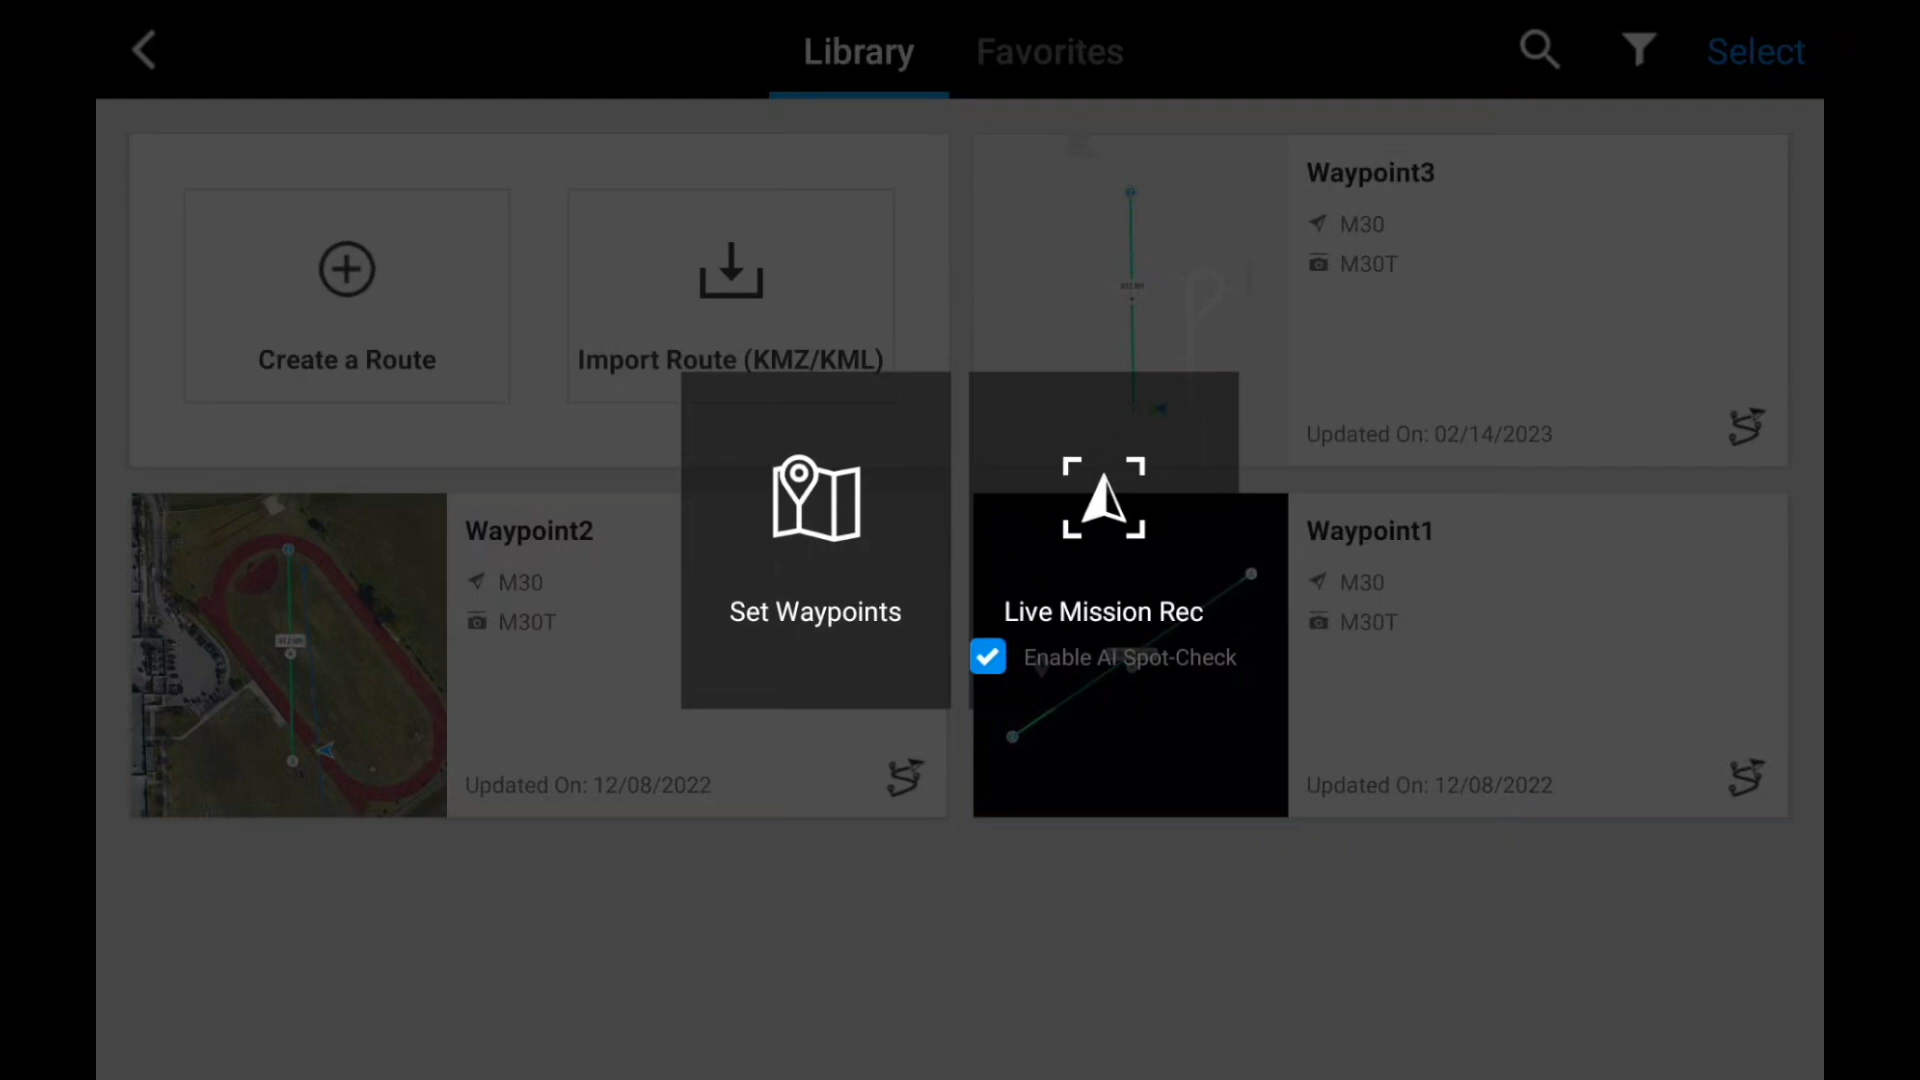 Library
Favorites
Select
Create a Route
Import Route (KMZ/KML)
Waypoint3
M30
M30T
Updated On: 02/14/2023
Waypoint2
M30
M30T
Updated On: 12/08/2022
Set Waypoints
Live Mission Rec
Enable AI Spot-Check
Waypoint1
M30
M30T
Updated On: 12/08/2022